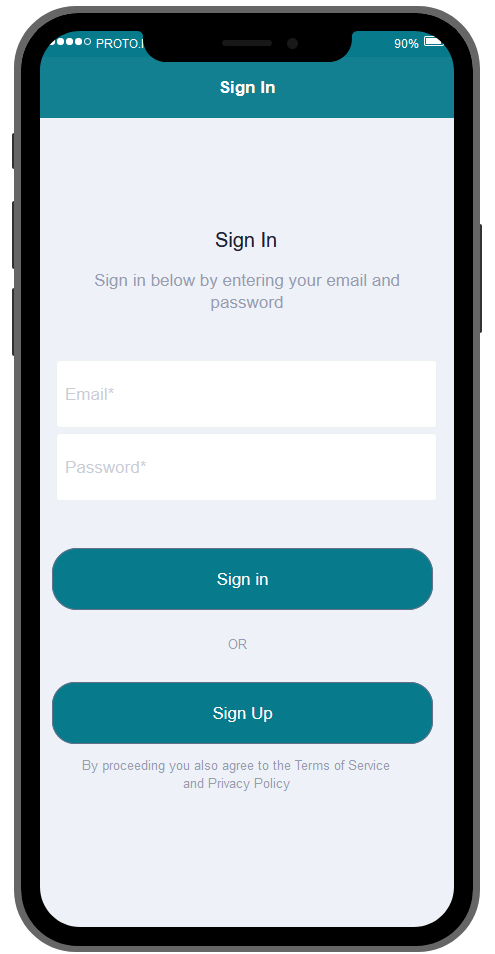 PROTO. 90%
Sign In
Sign In
Sign in below by entering your email and
password
Email*
Password*
Sign in
OR
Sign Up
By proceeding you also agree to the Terms of Service
and Privacy Policy